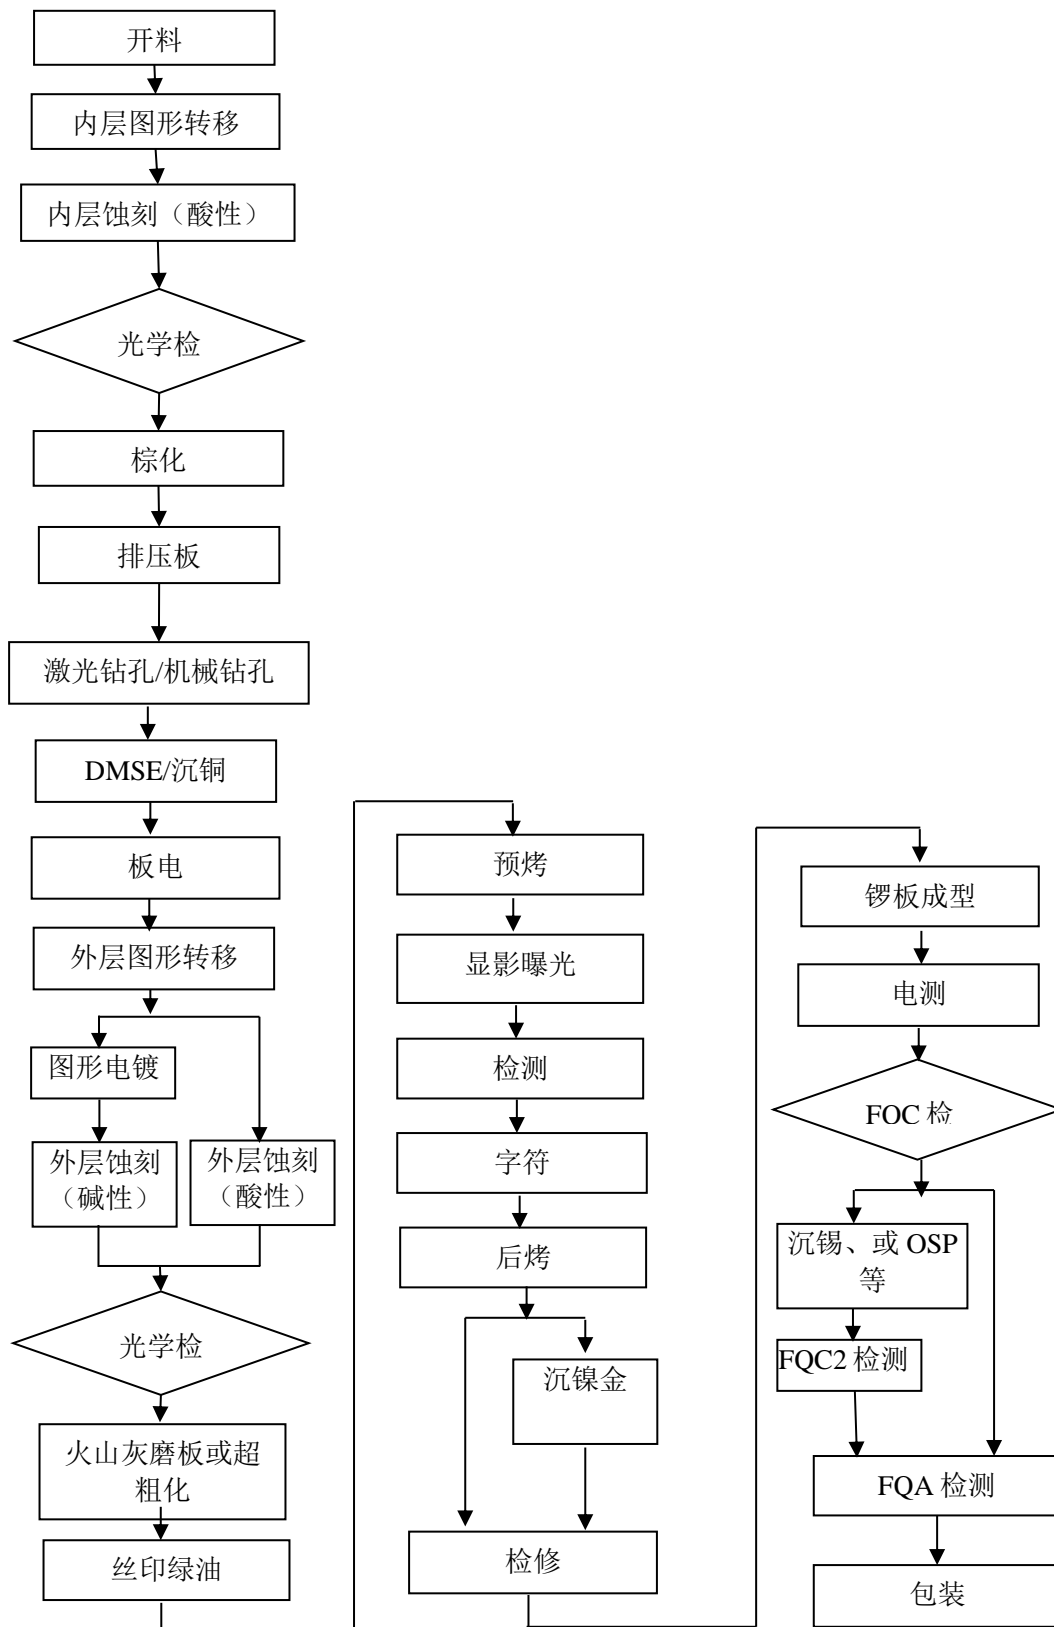 开料
内层图形转移
内层蚀刻（酸性）
光学检
棕化
排压板
激光钻孔/机械钻孔
DMSE/沉铜
板电
外层图形转移
图形电镀
外层蚀刻
（碱性）
外层蚀刻
（酸性）
光学检
火山灰磨板或超
粗化
丝印绿油
预烤
显影曝光
检测
字符
后烤
沉镍金
检修
锣板成型
电测
FOC 检
沉锡、或 OSP
等
FQC2 检测
FQA 检测
包装